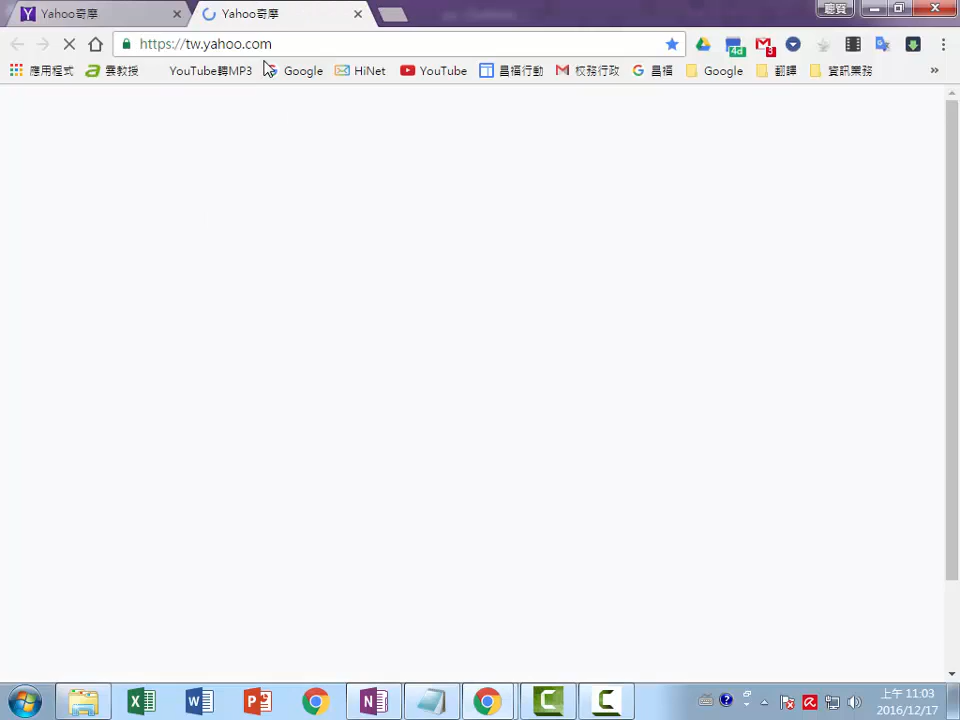 Yahoo奇摩
Yahoo奇摩
https://tw.yahoo.com
應用程式 雲教授 YouTube轉MP3 Google HiNet YouTube 昌福行動 校務行政 昌福 Google 翻譯 資訊業務 »
4d
3
上午 11:03
2016/12/17